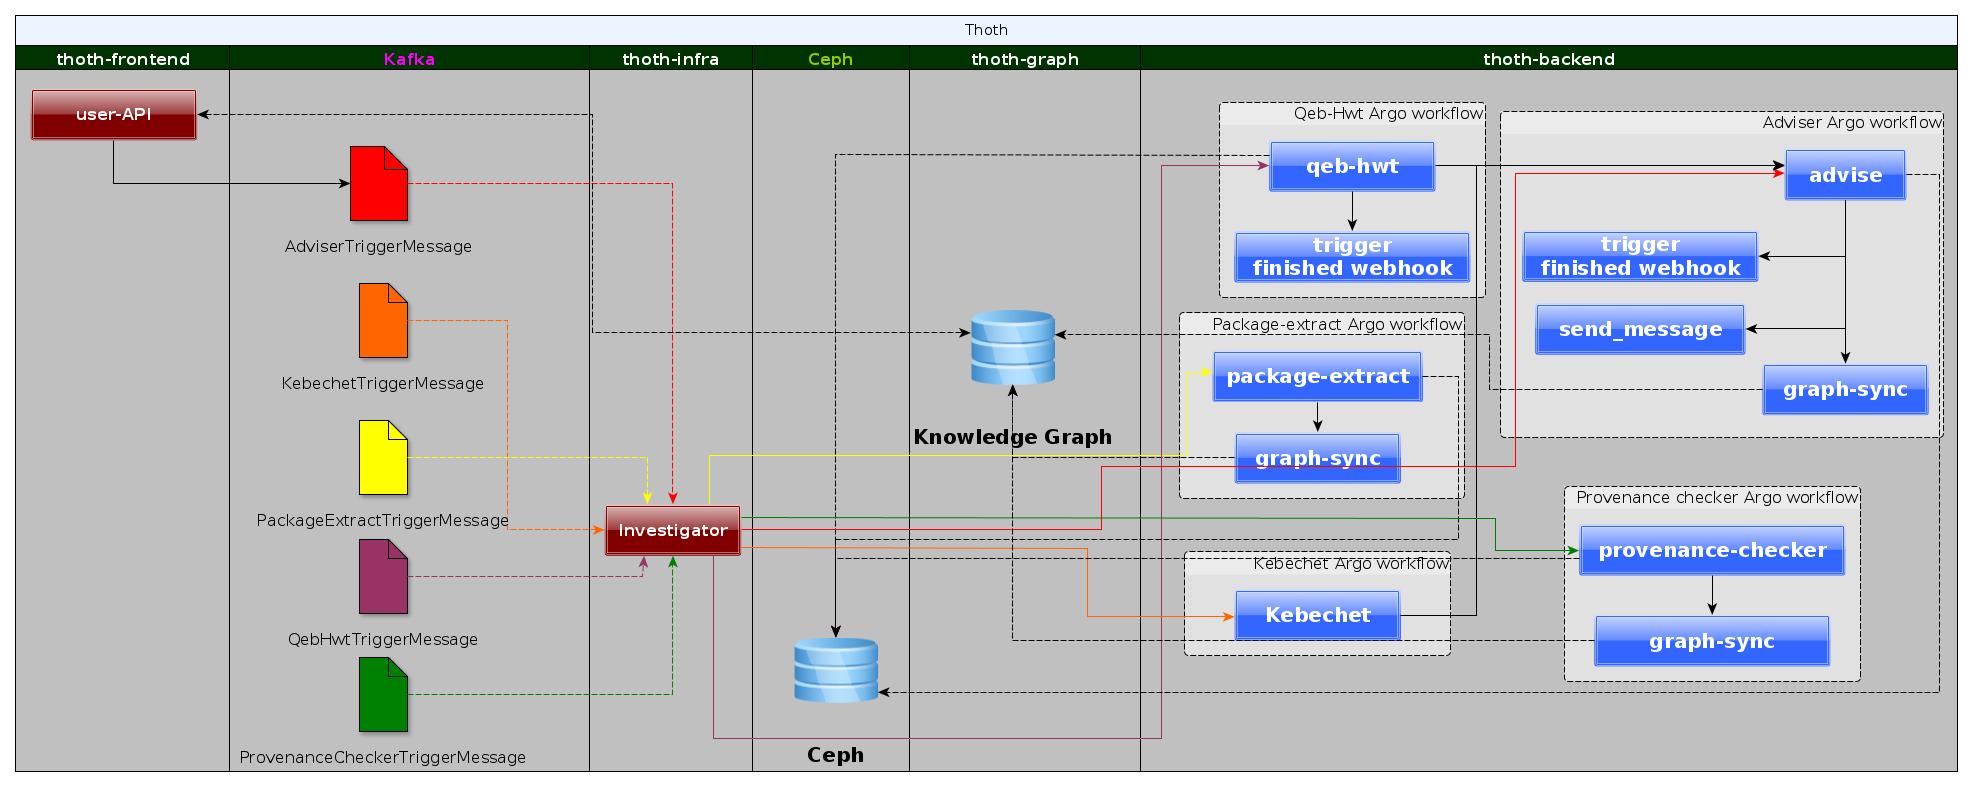 Thoth
thoth-frontend
Kafka
thoth-infra
Ceph
thoth-graph
thoth-backend
user-API
AdviserTriggerMessage
KebechetTriggerMessage
PackageExtractTriggerMessage
QebHwtTriggerMessage
ProvenanceCheckerTriggerMessage
Investigator
Ceph
Knowledge Graph
Qeb-Hwt Argo workflow
qeb-hwt
trigger
finished webhook
Package-extract Argo workflow
package-extract
graph-sync
Kebechet Argo workflow
Kebechet
Adviser Argo workflow
advise
trigger
finished webhook
send_message
graph-sync
Provenance checker Argo workflow
provenance-checker
graph-sync